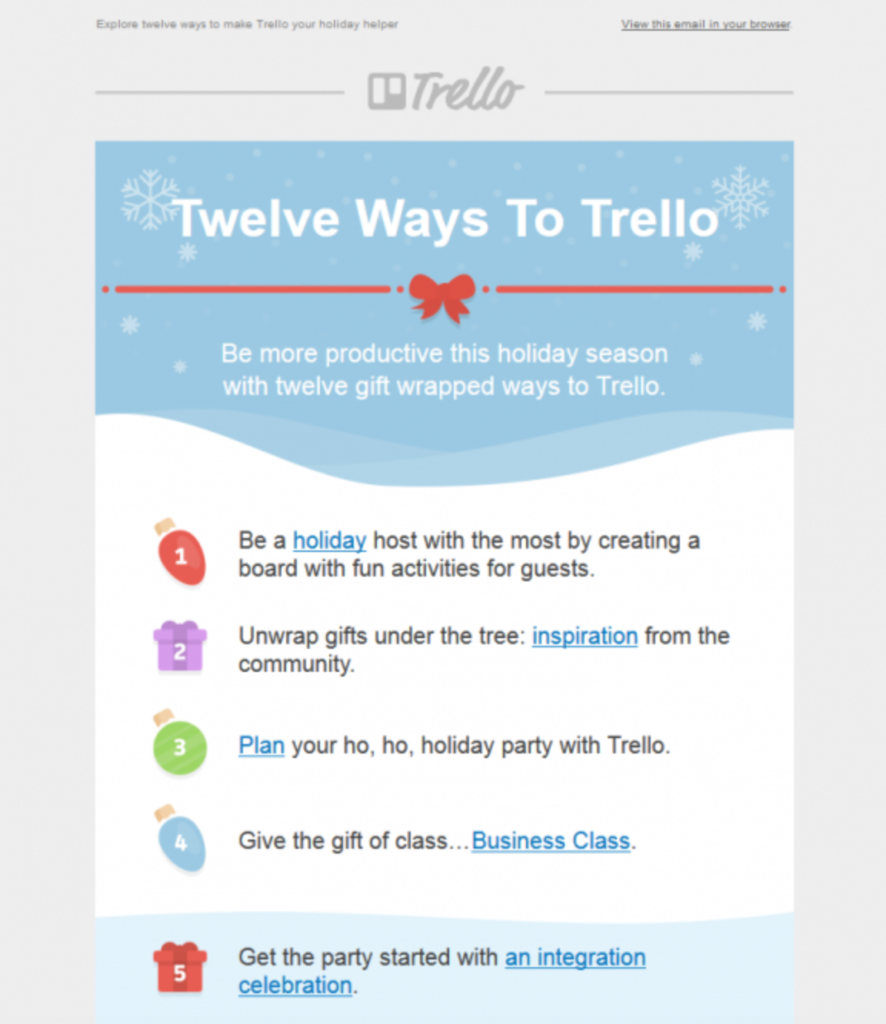 Explore twelve ways to make Trello your holiday helper
View this email in your browser.
Trello
Twelve Ways To Trello
Be more productive this holiday season
with twelve gift wrapped ways to Trello.
1
Be a holiday host with the most by creating a
board with fun activities for guests.
2
Unwrap gifts under the tree: inspiration from the
community.
3
Plan your ho, ho, holiday party with Trello.
4
Give the gift of class…Business Class.
5
Get the party started with an integration
celebration.